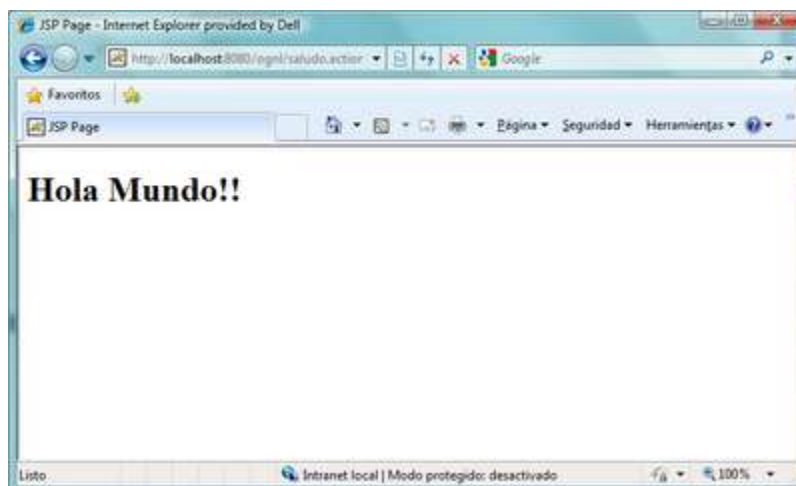 JSP Page - Internet Explorer provided by Dell
http://localhost:8080/ognl/saludo.action
Google
Favoritos
JSP Page
Página
Seguridad
Herramientas
Hola Mundo!!
Listo
Intranet local | Modo protegido: desactivado
100%